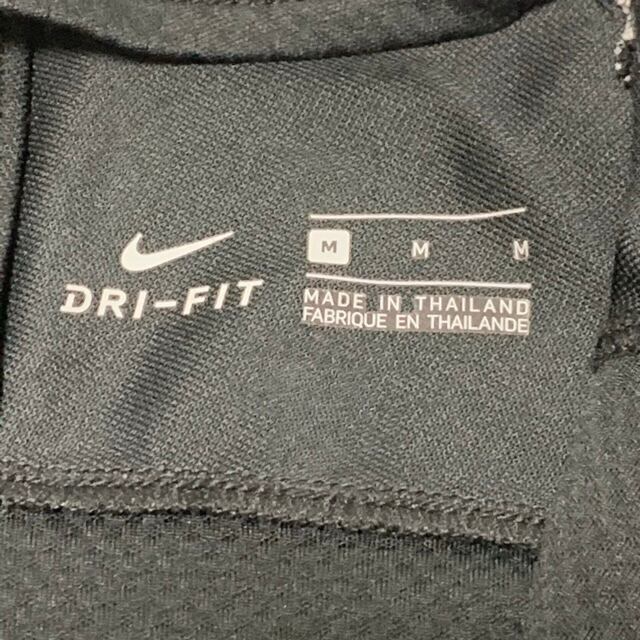 DRI-FIT
M M M
MADE IN THAILAND
FABRIQUE EN THAILANDE